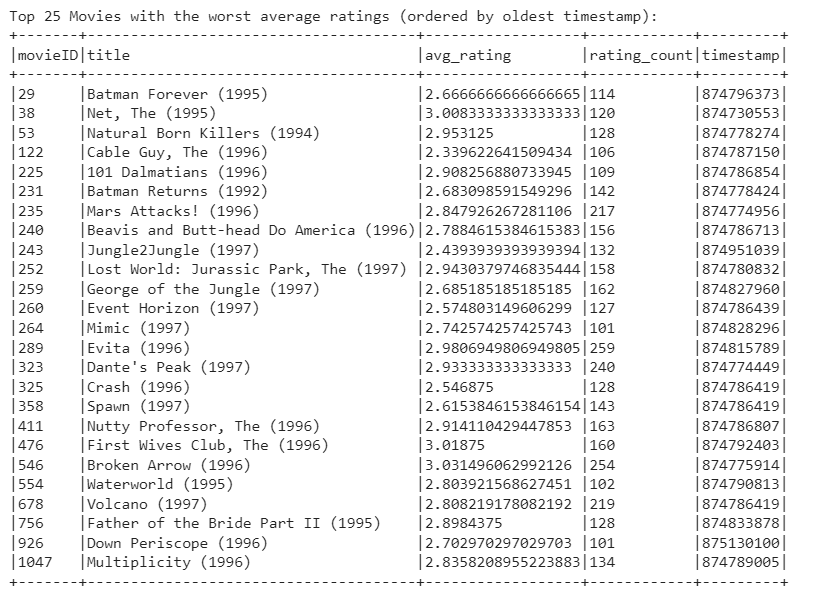 Top 25 Movies with the worst average ratings (ordered by oldest timestamp):
+-------+----------------------------------+------------------+------------+---------+
|movieID|title                             |avg_rating        |rating_count|timestamp|
+-------+----------------------------------+------------------+------------+---------+
|29     |Batman Forever (1995)             |2.6666666666666665|114         |874796373|
|38     |Net, The (1995)                   |3.0083333333333333|120         |874730553|
|53     |Natural Born Killers (1994)       |2.953125          |128         |874778274|
|122    |Cable Guy, The (1996)             |2.339622641509434 |106         |874787150|
|225    |101 Dalmatians (1996)             |2.908256880733945 |109         |874786854|
|231    |Batman Returns (1992)             |2.683098591549296 |142         |874778424|
|235    |Mars Attacks! (1996)              |2.847926267281106 |217         |874774956|
|240    |Beavis and Butt-head Do America (1996)|2.7884615384615383|156         |874786713|
|243    |Jungle2Jungle (1997)              |2.4393939393939394|132         |874951039|
|252    |Lost World: Jurassic Park, The (1997) |2.9430379746835444|158         |874780832|
|259    |George of the Jungle (1997)       |2.685185185185185 |162         |874827960|
|260    |Event Horizon (1997)              |2.574803149606299 |127         |874786439|
|264    |Mimic (1997)                      |2.742574257425743 |101         |874828296|
|289    |Evita (1996)                      |2.9806949806949805|259         |874815789|
|323    |Dante's Peak (1997)               |2.933333333333333 |240         |874774449|
|325    |Crash (1996)                      |2.546875          |128         |874786419|
|358    |Spawn (1997)                      |2.6153846153846154|143         |874786419|
|411    |Nutty Professor, The (1996)       |2.914110429447853 |163         |874786807|
|476    |First Wives Club, The (1996)      |3.01875           |160         |874792403|
|546    |Broken Arrow (1996)               |3.031496062992126 |254         |874775914|
|554    |Waterworld (1995)                 |2.803921568627451 |102         |874790813|
|678    |Volcano (1997)                    |2.808219178082192 |219         |874786419|
|756    |Father of the Bride Part II (1995)|2.8984375         |128         |874833878|
|926    |Down Periscope (1996)             |2.702970297029703 |101         |875130100|
|1047   |Multiplicity (1996)               |2.8358208955223883|134         |874789005|
+-------+----------------------------------+------------------+------------+---------+